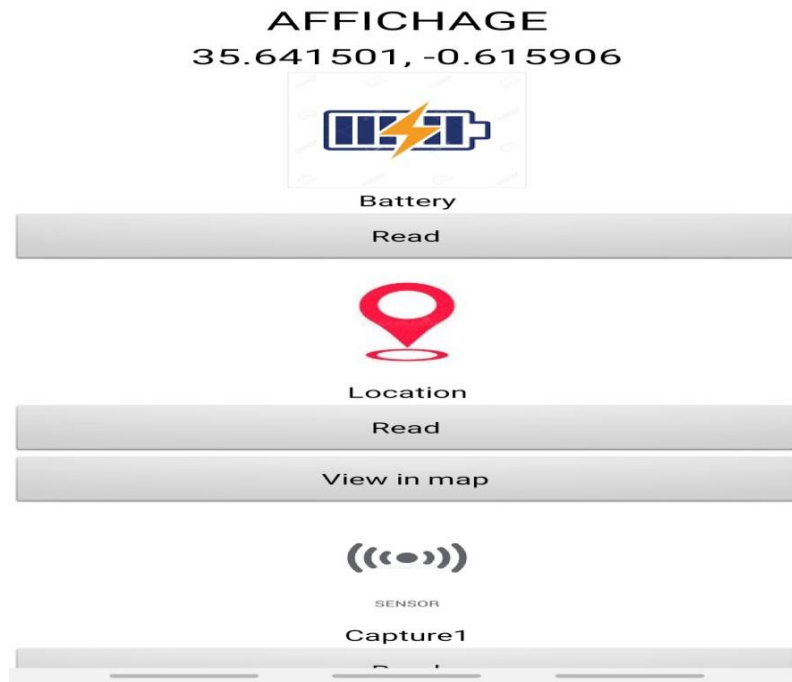 AFFICHAGE
35.641501, -0.615906
Battery
Read
Location
Read
View in map
SENSOR
Capture1